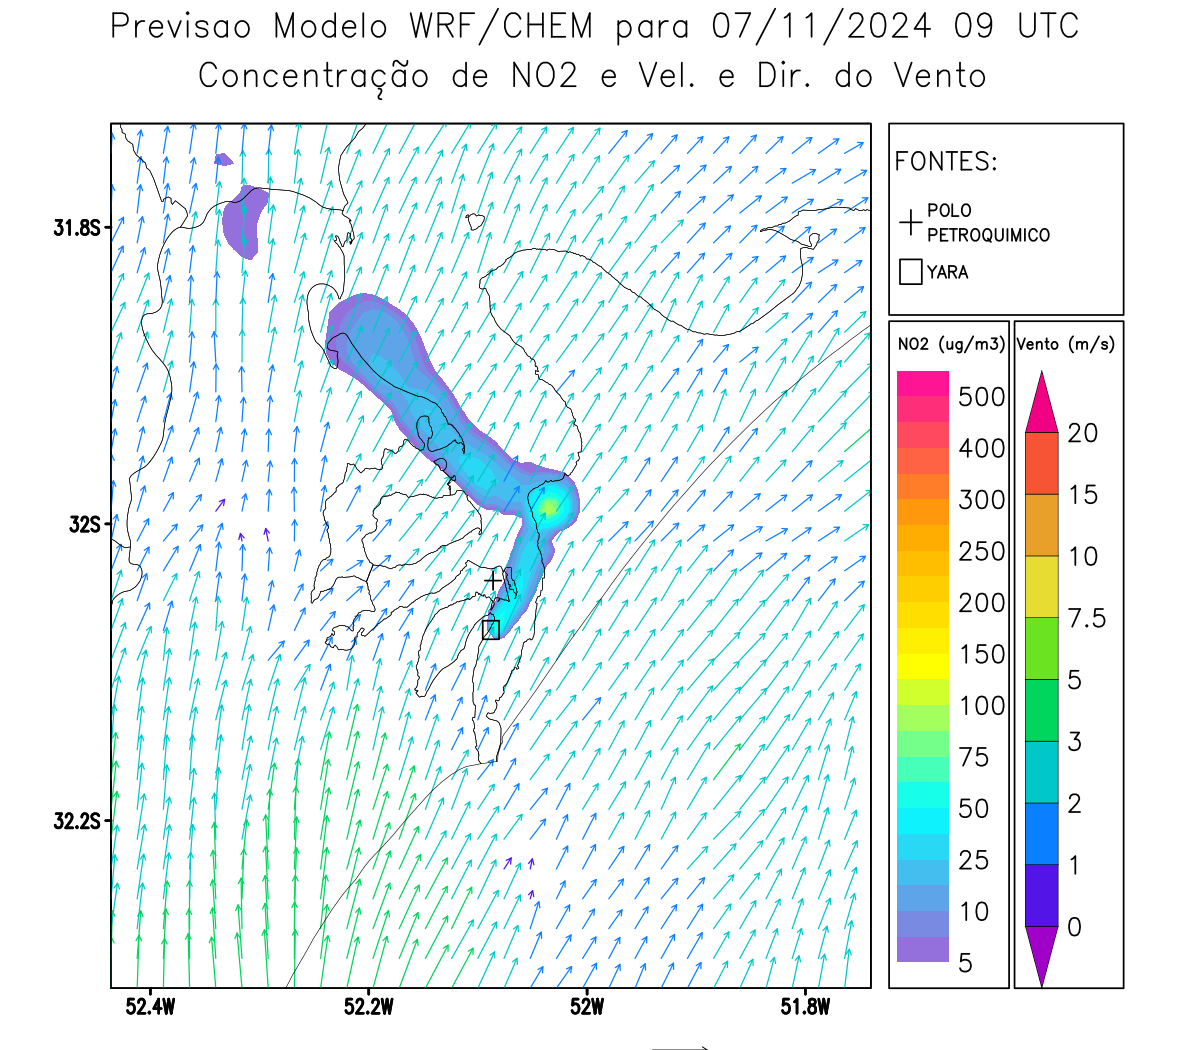 Previsao Modelo WRF/CHEM para 07/11/2024 09 UTC
Concentração de NO2 e Vel. e Dir. do Vento
FONTES:
POLO
PETROQUIMICO
YARA
31.8S
32S
32.2S
52.4W
52.2W
52W
51.8W
NO2 (ug/m3)
500
400
300
250
200
150
100
75
50
25
10
5
Vento (m/s)
20
15
10
7.5
5
3
2
1
0